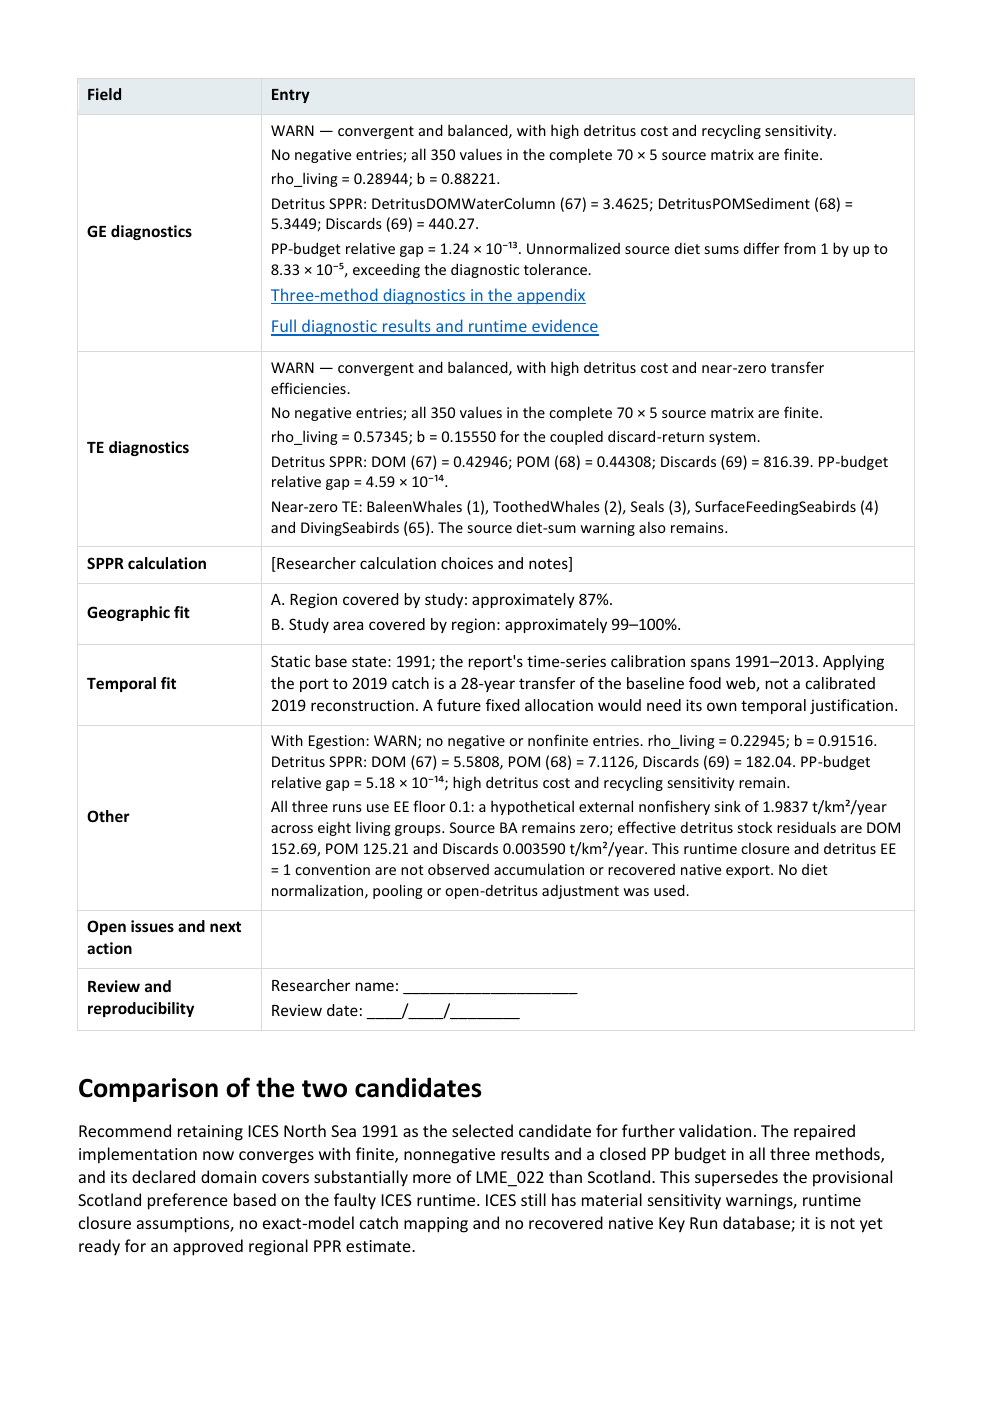 Field
Entry
GE diagnostics
WARN — convergent and balanced, with high detritus cost and recycling sensitivity.
No negative entries; all 350 values in the complete 70 × 5 source matrix are finite.
rho_living = 0.28944; b = 0.88221.
Detritus SPPR: DetritusDOMWaterColumn (67) = 3.4625; DetritusPOMSediment (68) =
5.3449; Discards (69) = 440.27.
PP-budget relative gap = 1.24 × 10⁻¹³. Unnormalized source diet sums differ from 1 by up to
8.33 × 10⁻⁵, exceeding the diagnostic tolerance.
Three-method diagnostics in the appendix
Full diagnostic results and runtime evidence
TE diagnostics
WARN — convergent and balanced, with high detritus cost and near-zero transfer
efficiencies.
No negative entries; all 350 values in the complete 70 × 5 source matrix are finite.
rho_living = 0.57345; b = 0.15550 for the coupled discard-return system.
Detritus SPPR: DOM (67) = 0.42946; POM (68) = 0.44308; Discards (69) = 816.39. PP-budget
relative gap = 4.59 × 10⁻¹⁴.
Near-zero TE: BaleenWhales (1), ToothedWhales (2), Seals (3), SurfaceFeedingSeabirds (4)
and DivingSeabirds (65). The source diet-sum warning also remains.
SPPR calculation
[Researcher calculation choices and notes]
Geographic fit
A. Region covered by study: approximately 87%.
B. Study area covered by region: approximately 99–100%.
Temporal fit
Static base state: 1991; the report's time-series calibration spans 1991–2013. Applying
the port to 2019 catch is a 28-year transfer of the baseline food web, not a calibrated
2019 reconstruction. A future fixed allocation would need its own temporal justification.
Other
With Egestion: WARN; no negative or nonfinite entries. rho_living = 0.22945; b = 0.91516.
Detritus SPPR: DOM (67) = 5.5808, POM (68) = 7.1126, Discards (69) = 182.04. PP-budget
relative gap = 5.18 × 10⁻¹⁴; high detritus cost and recycling sensitivity remain.
All three runs use EE floor 0.1: a hypothetical external nonfishery sink of 1.9837 t/km²/year
across eight living groups. Source BA remains zero; effective detritus stock residuals are DOM
152.69, POM 125.21 and Discards 0.003590 t/km²/year. This runtime closure and detritus EE
= 1 convention are not observed accumulation or recovered native export. No diet
normalization, pooling or open-detritus adjustment was used.
Open issues and next
action
Review and
reproducibility
Researcher name: ____________________
Review date: ____/____/________
Comparison of the two candidates
Recommend retaining ICES North Sea 1991 as the selected candidate for further validation. The repaired
implementation now converges with finite, nonnegative results and a closed PP budget in all three methods,
and its declared domain covers substantially more of LME_022 than Scotland. This supersedes the provisional
Scotland preference based on the faulty ICES runtime. ICES still has material sensitivity warnings, runtime
closure assumptions, no exact-model catch mapping and no recovered native Key Run database; it is not yet
ready for an approved regional PPR estimate.